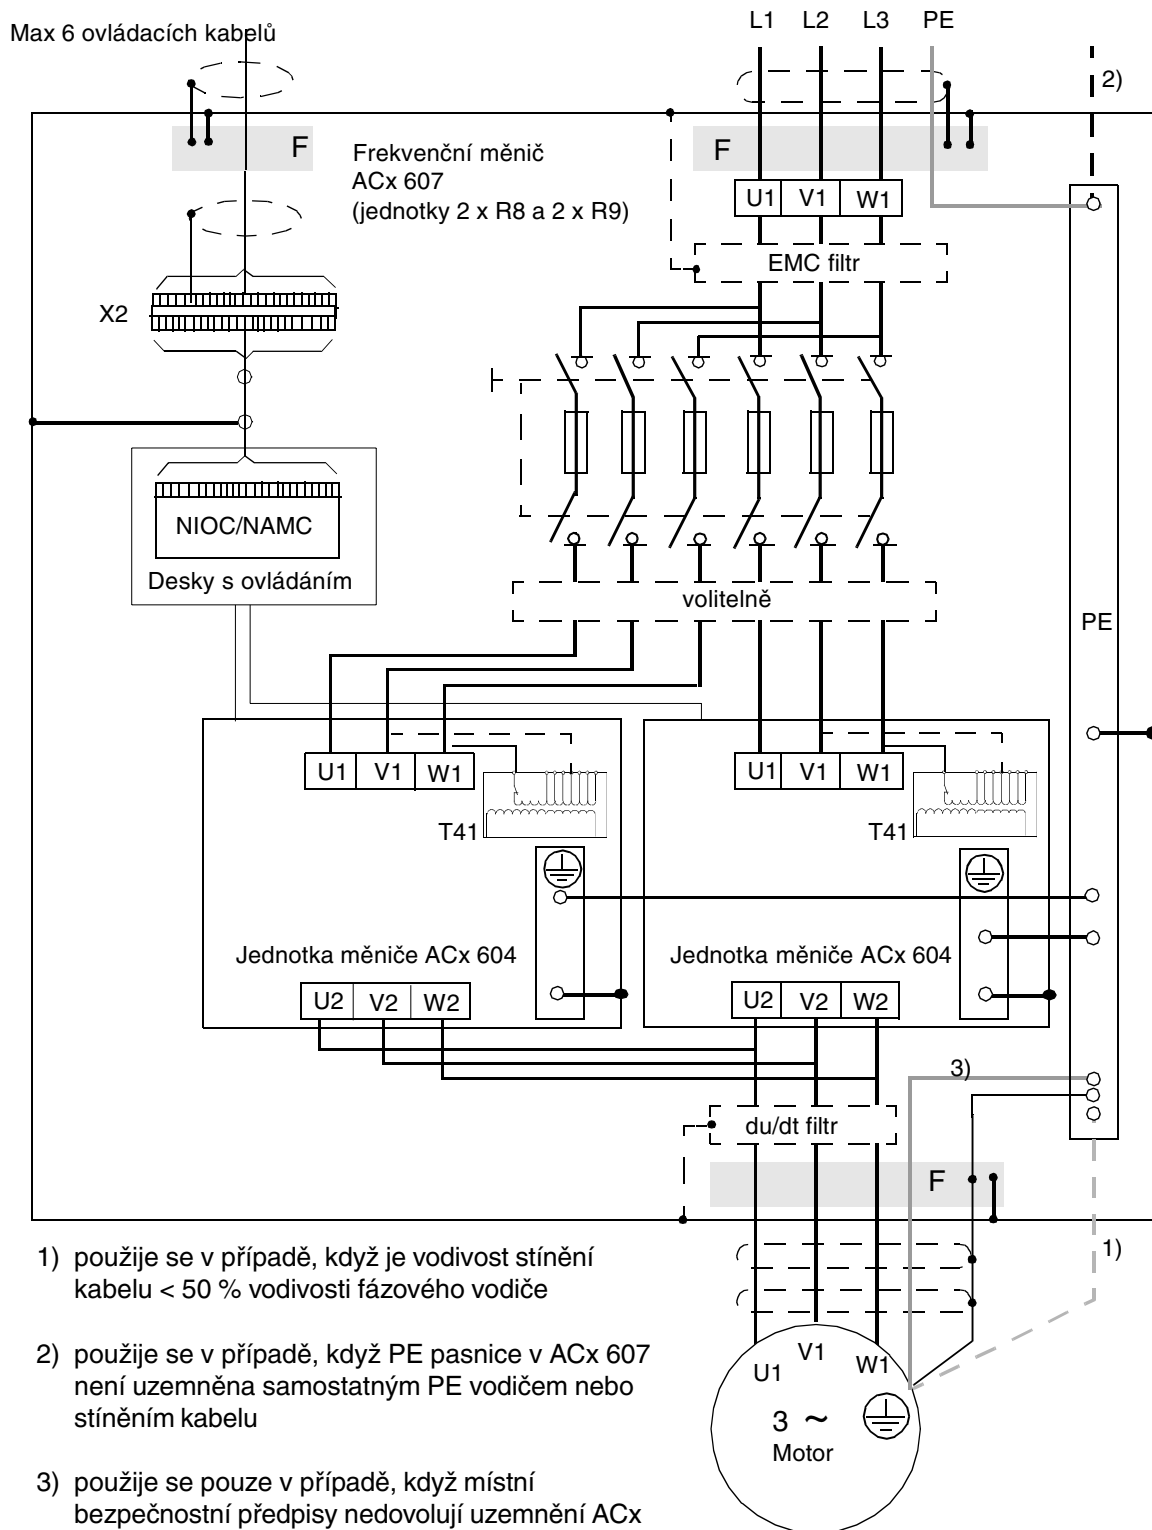 L1 L2 L3 PE
Max 6 ovládacích kabelů
2)
F
F
Frekvenční měnič
ACx 607
(jednotky 2 x R8 a 2 x R9)
U1 V1 W1
EMC filtr
X2
NIOC/NAMC
Desky s ovládáním
volitelně
PE
U1 V1 W1
U1 V1 W1
T41
T41
Jednotka měniče ACx 604
Jednotka měniče ACx 604
U2 V2 W2
U2 V2 W2
3)
du/dt filtr
F
1)
1) použije se v případě, když je vodivost stínění
kabelu < 50 % vodivosti fázového vodiče
2) použije se v případě, když PE pasnice v ACx 607
není uzemněna samostatným PE vodičem nebo
stíněním kabelu
3) použije se pouze v případě, když místní
bezpečnostní předpisy nedovolují uzemnění ACx
U1 V1 W1
3 ~
Motor